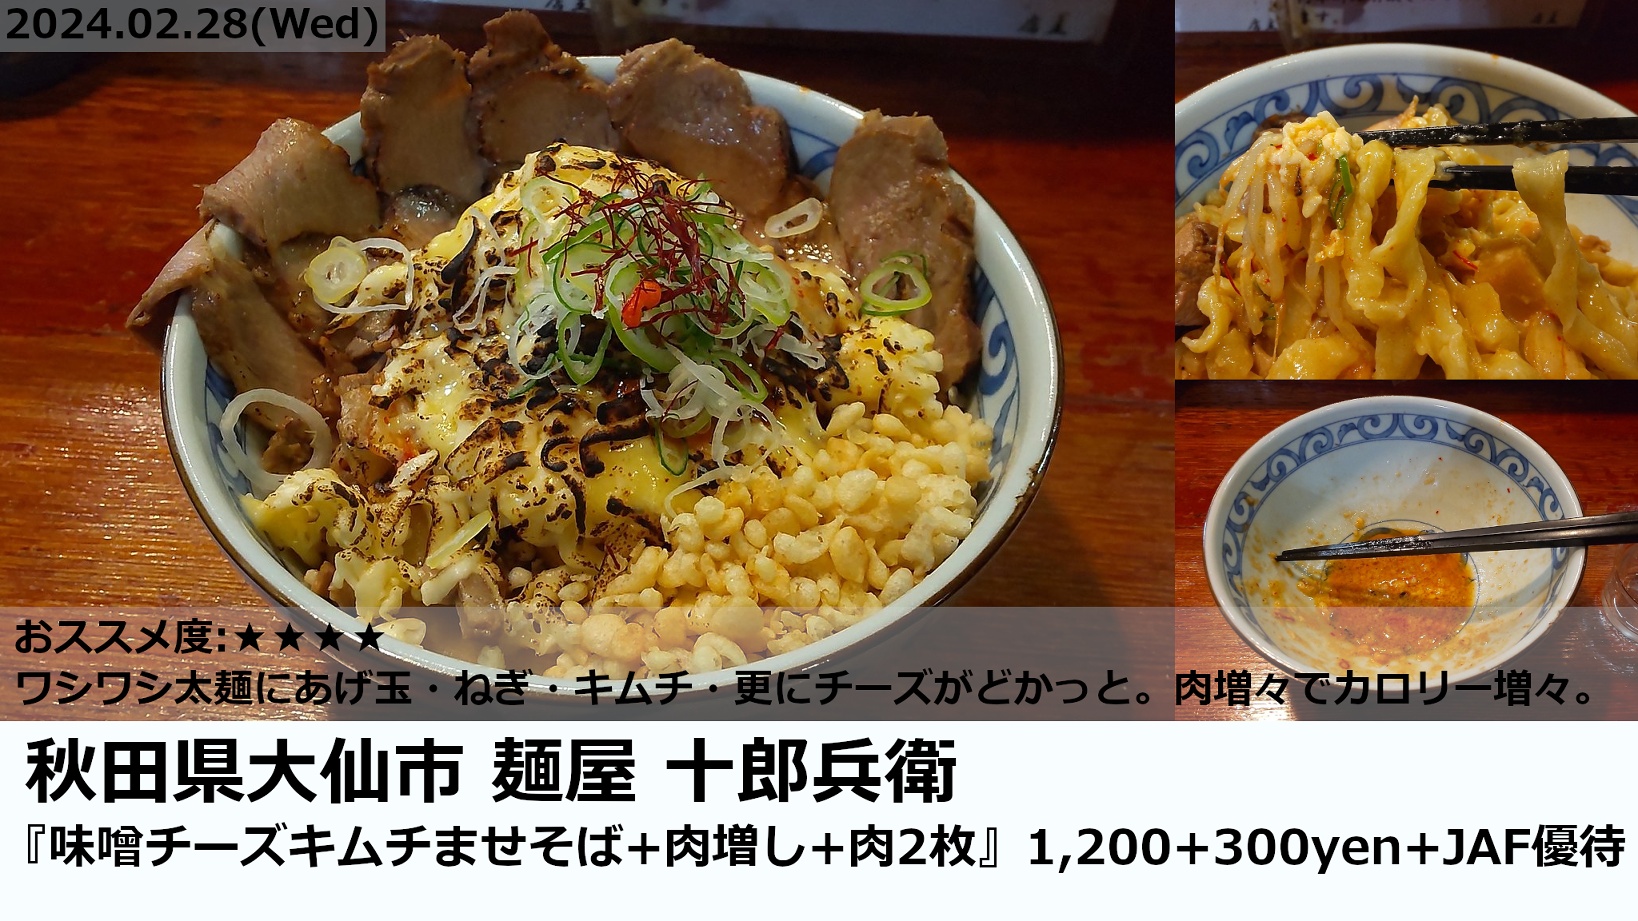 2024.02.28(Wed)
おススメ度:★★★★
ワシワシ太麺にあげ玉・ねぎ・キムチ・更にチーズがどかっと。肉増々でカロリー増々。
秋田県大仙市 麺屋 十郎兵衛
『味噌チーズキムチませそば+肉増し+肉2枚』1,200+300yen+JAF優待